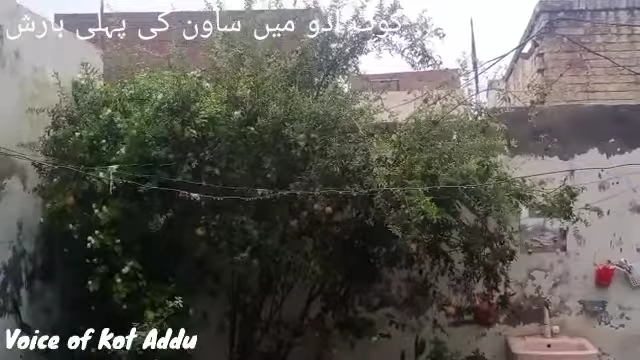 کوٹ ادو میں ساون کی پہلی بارش
Voice of Kot Addu